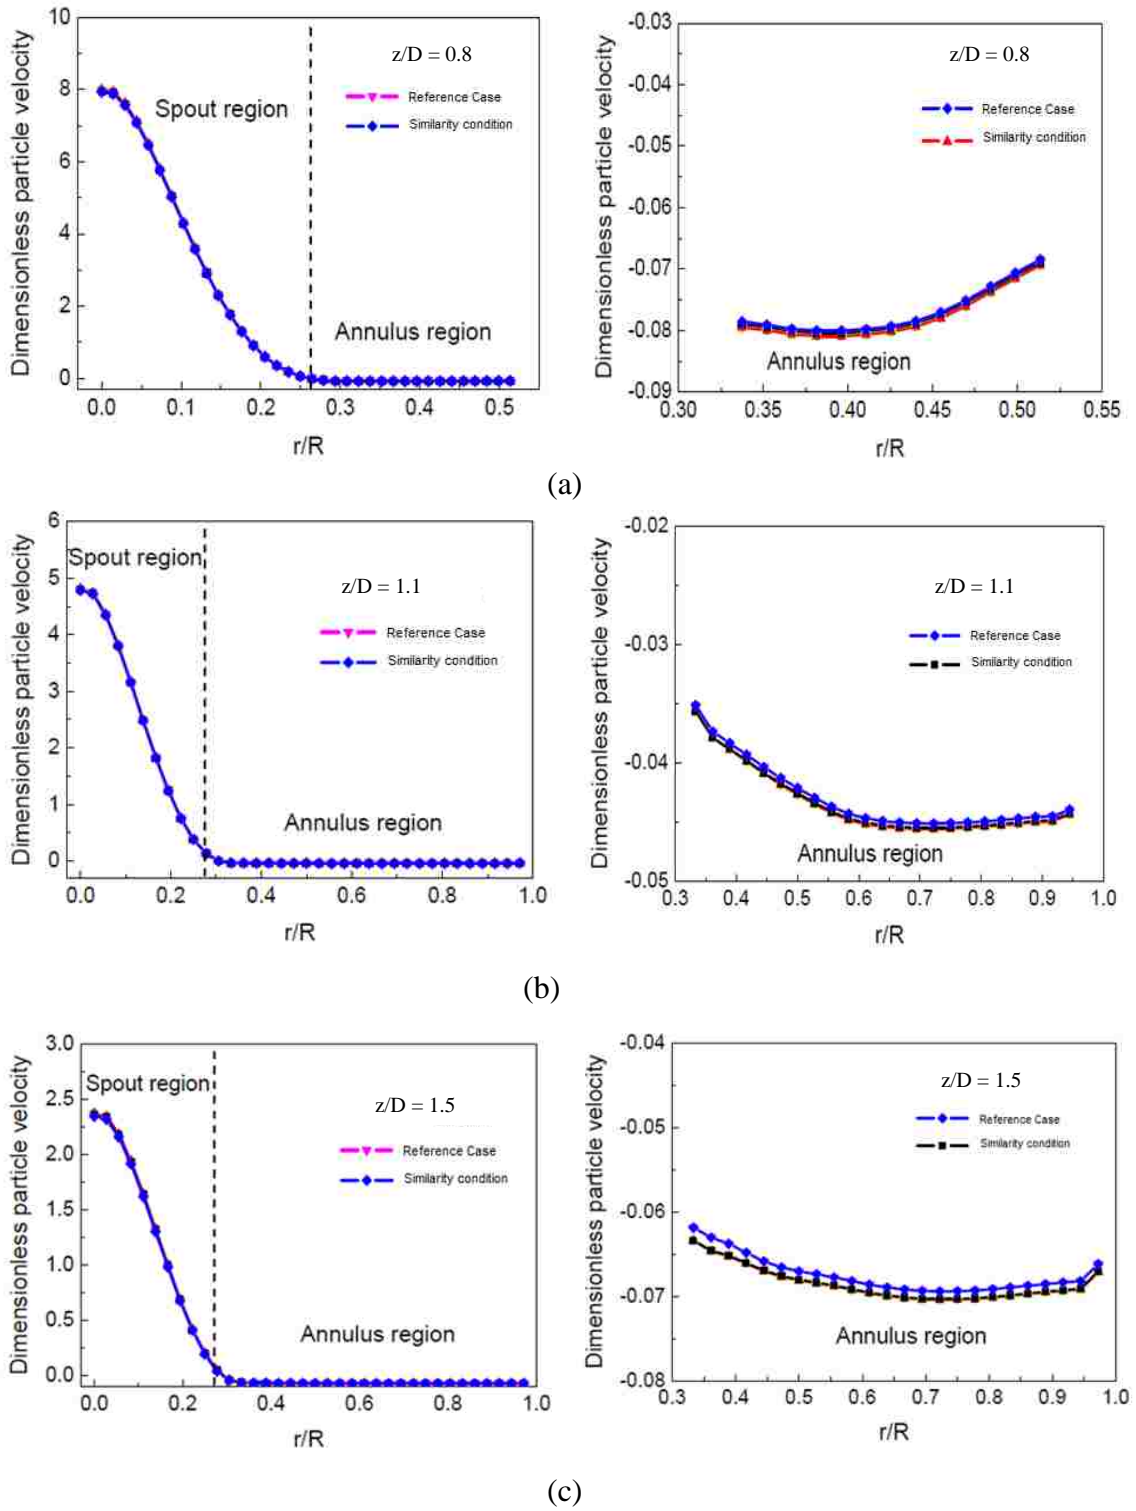 Dimensionless particle velocity
10
8
6
4
2
0
z/D = 0.8
Reference Case
Similarity condition
Spout region
Annulus region
0.0 0.1 0.2 0.3 0.4 0.5
r/R
Dimensionless particle velocity
-0.03
-0.04
-0.05
-0.06
-0.07
-0.08
-0.09
z/D = 0.8
Reference Case
Similarity condition
Annulus region
0.30 0.35 0.40 0.45 0.50 0.55
r/R
(a)
Dimensionless particle velocity
6
5
4
3
2
1
0
Spout region
z/D = 1.1
Reference Case
Similarity condition
Annulus region
0.0 0.2 0.4 0.6 0.8 1.0
r/R
Dimensionless particle velocity
-0.02
-0.03
-0.04
-0.05
z/D = 1.1
Reference Case
Similarity condition
Annulus region
0.3 0.4 0.5 0.6 0.7 0.8 0.9 1.0
r/R
(b)
Dimensionless particle velocity
3.0
2.5
2.0
1.5
1.0
0.5
0.0
Spout region
z/D = 1.5
Reference Case
Similarity condition
Annulus region
0.0 0.2 0.4 0.6 0.8 1.0
r/R
Dimensionless particle velocity
-0.04
-0.05
-0.06
-0.07
-0.08
z/D = 1.5
Reference Case
Similarity condition
Annulus region
0.3 0.4 0.5 0.6 0.7 0.8 0.9 1.0
r/R
(c)